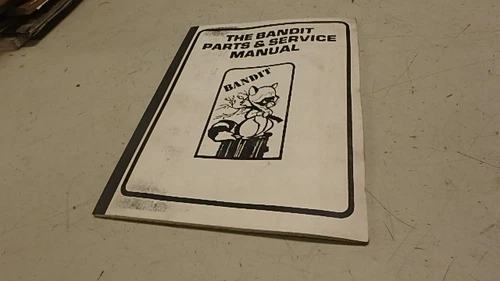 THE BANDIT
PARTS & SERVICE
MANUAL
BANDIT